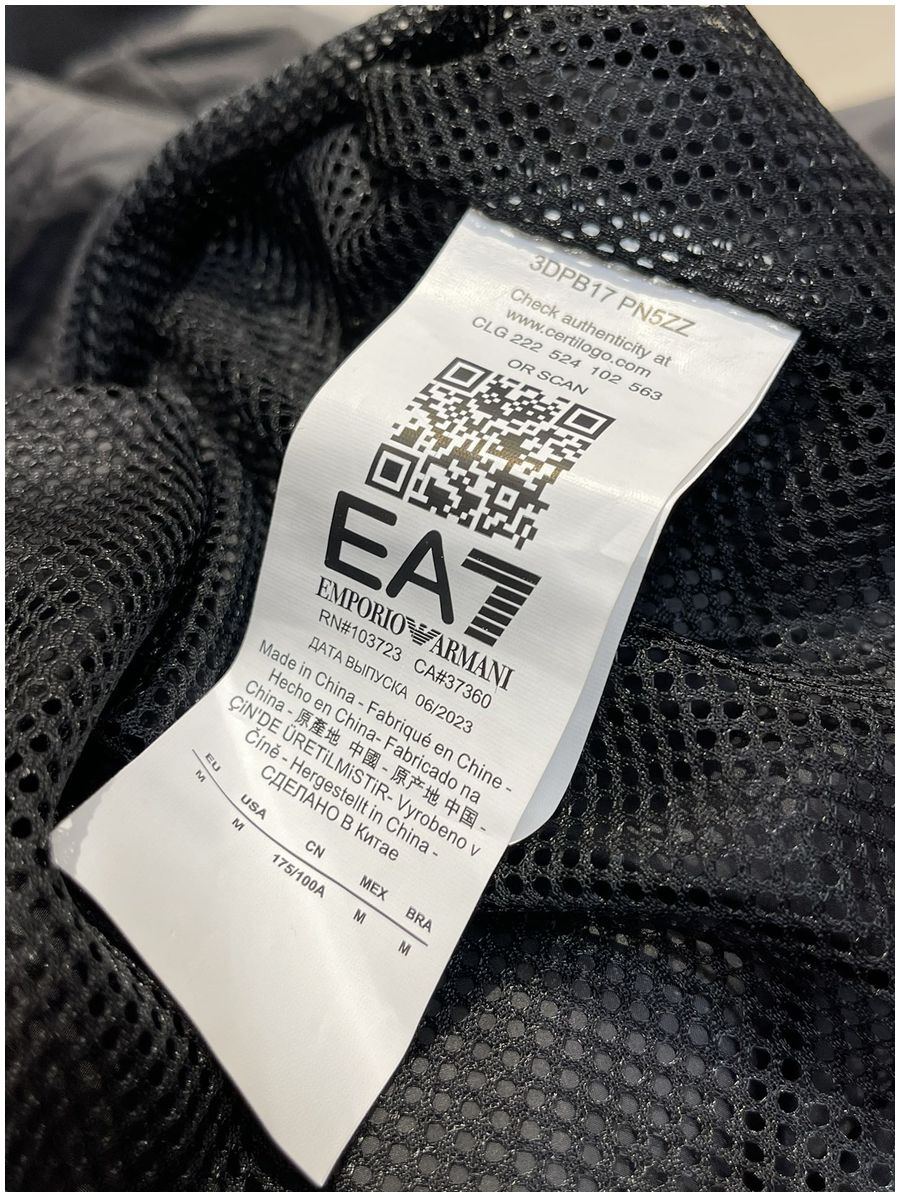 3DPB17 PN5ZZ
Check authenticity at
www.certilogo.com
CLG 222 524 102 563
OR SCAN
EA7
EMPORIO ARMANI
RN#103723 CA#37360
ДАТА ВЫПУСКА 06/2023
Made in China - Fabriqué en Chine -
Hecho en China- Fabricado na
China - 原產地 中國 - 原产地 中国 -
ÇİN'DE ÜRETiLMiSTiR- Vyrobeno v
Číně - Hergestellt in China -
СДЕЛАНО В Китае
EU USA CN MEX BRA
M M 175/100A M M